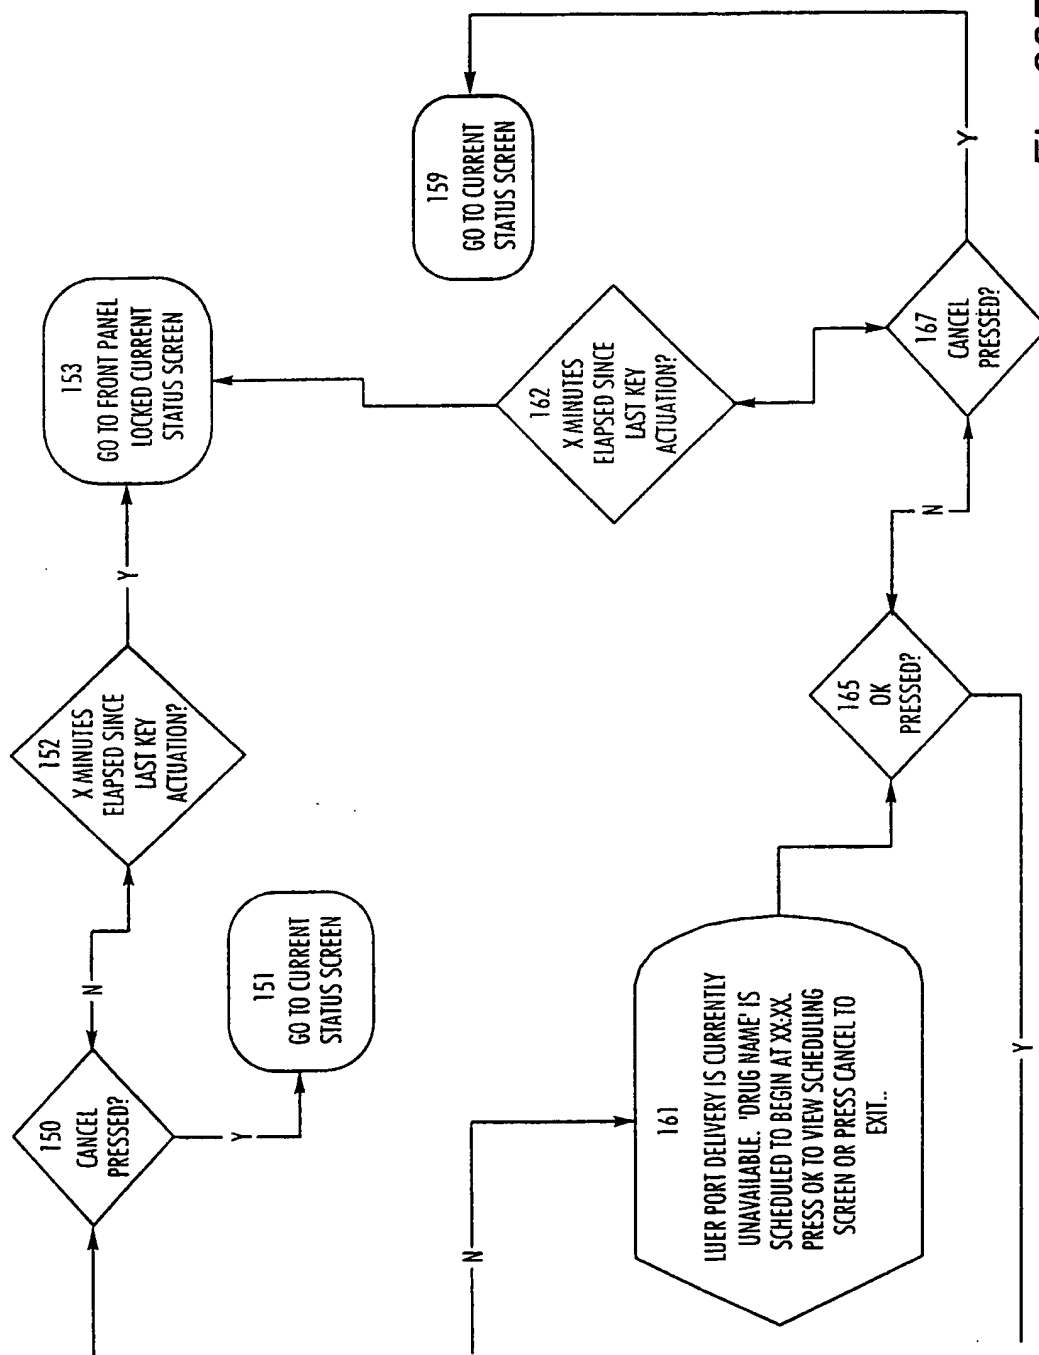 150
CANCEL
PRESSED?
N
Y
151
GO TO CURRENT
STATUS SCREEN
152
X MINUTES
ELAPSED SINCE
LAST KEY
ACTUATION?
Y
153
GO TO FRONT PANEL
LOCKED CURRENT
STATUS SCREEN
N
161
LUER PORT DELIVERY IS CURRENTLY
UNAVAILABLE. 'DRUG NAME' IS
SCHEDULED TO BEGIN AT XX:XX.
PRESS OK TO VIEW SCHEDULING
SCREEN OR PRESS CANCEL TO
EXIT..
165
OK
PRESSED?
Y
N
162
X MINUTES
ELAPSED SINCE
LAST KEY
ACTUATION?
167
CANCEL
PRESSED?
Y
159
GO TO CURRENT
STATUS SCREEN